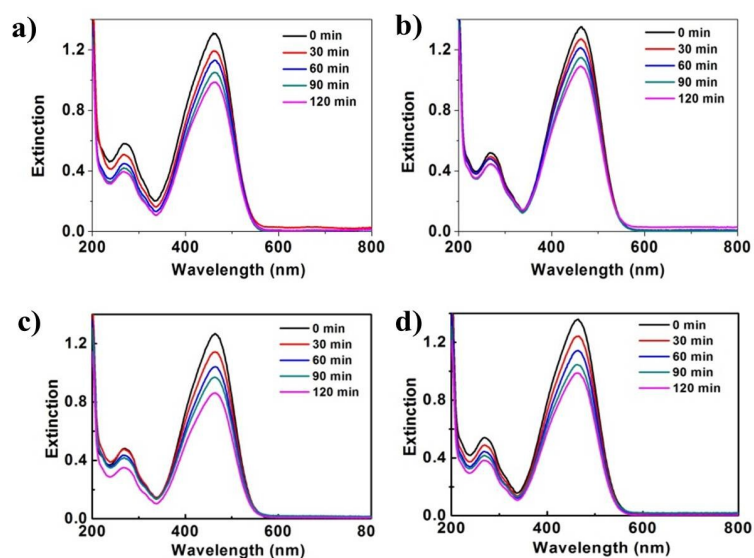 a)
1.2
0.8
0.4
0.0
Extinction
0 min
30 min
60 min
90 min
120 min
200 400 600 800
Wavelength (nm)
b)
1.2
0.8
0.4
0.0
Extinction
0 min
30 min
60 min
90 min
120 min
200 400 600 800
Wavelength (nm)
c)
1.2
0.8
0.4
0.0
Extinction
0 min
30 min
60 min
90 min
120 min
200 400 600 80
Wavelength (nm)
d)
1.2
0.8
0.4
0.0
Extinction
0 min
30 min
60 min
90 min
120 min
200 400 600 800
Wavelength (nm)